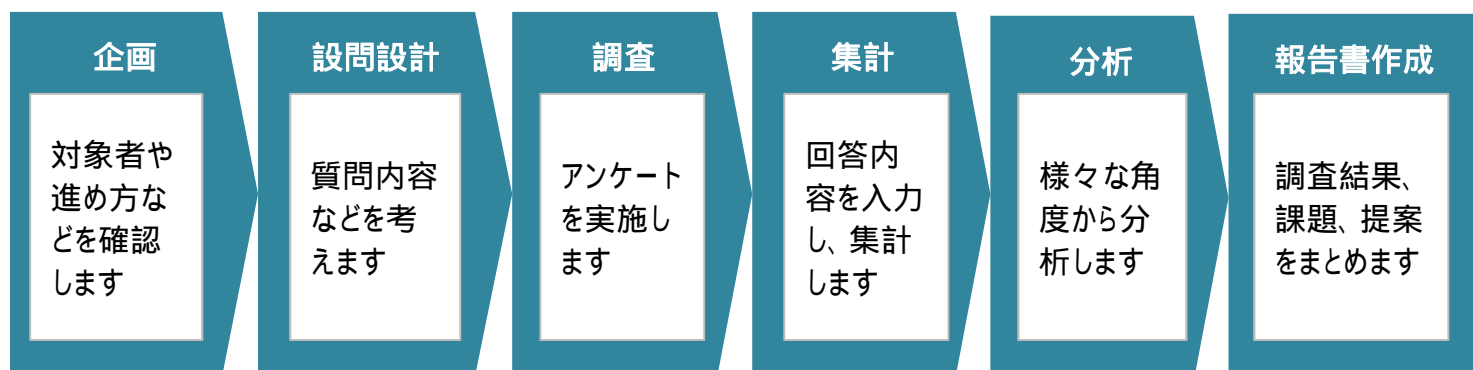 企画
対象者や
進め方な
どを確認
します
設問設計
質問内容
などを考
えます
調査
アンケート
を実施し
ます
集計
回答内
容を入力
し、集計
します
分析
様々な角
度から分
析します
報告書作成
調査結果、
課題、提案
をまとめます